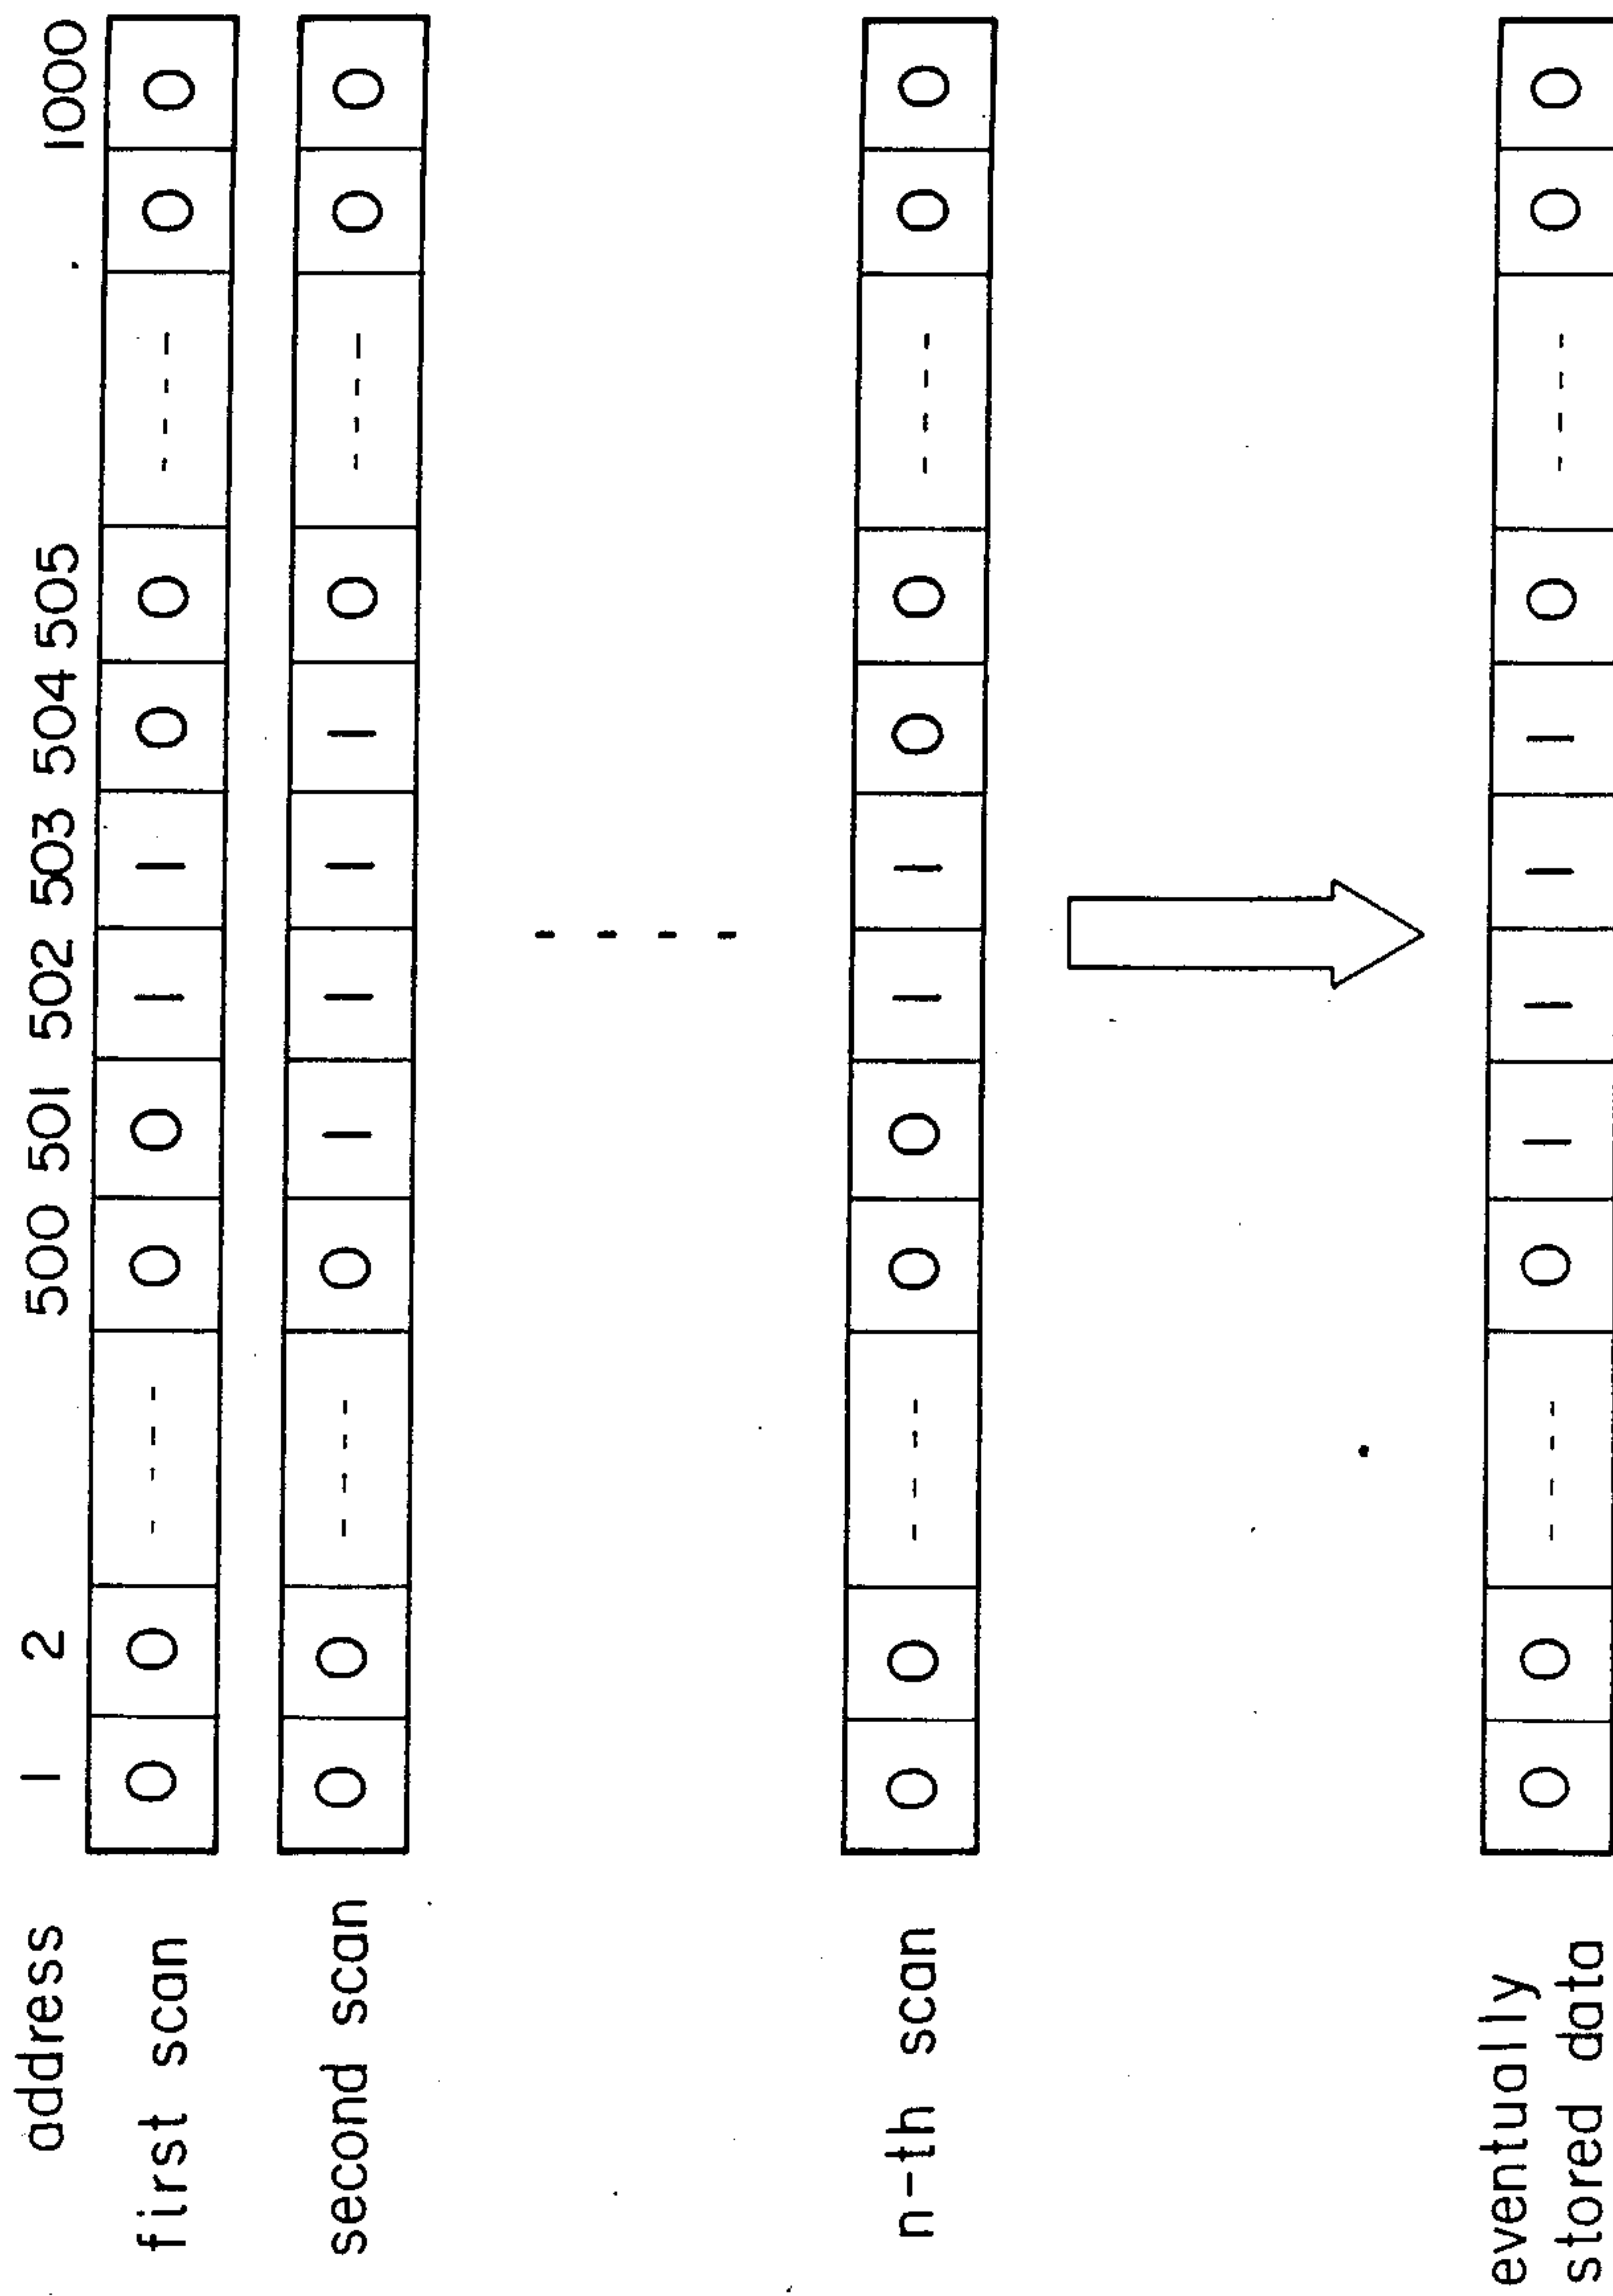 address 1 2 500 501 502 503 504 505 1000
first scan 0 0 ---- 0 0 1 1 0 0 ---- 0 0
second scan 0 0 ---- 0 1 1 1 1 0 ---- 0 0
n-th scan 0 0 ---- 0 0 1 1 0 0 ---- 0 0
eventually
stored data 0 0 ---- 0 1 1 1 1 0 ---- 0 0